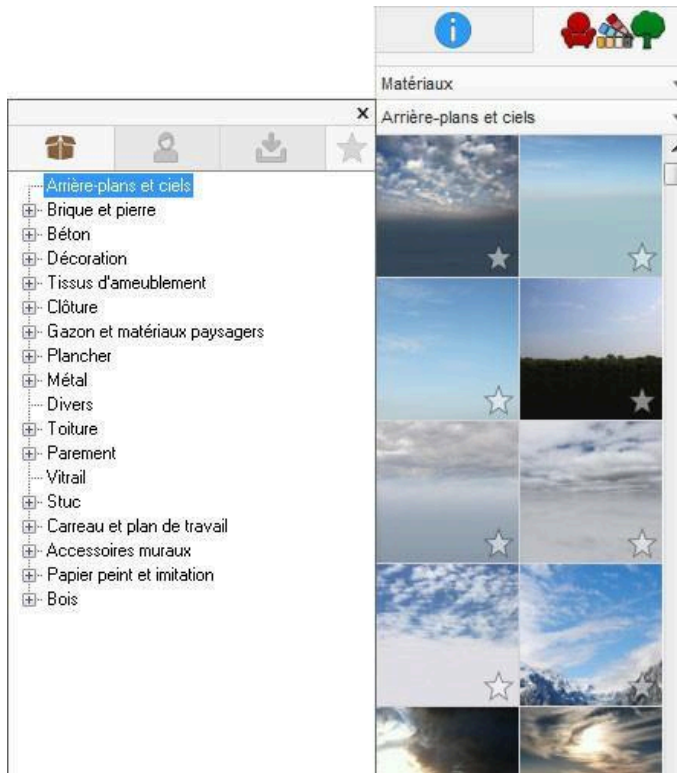 Matériaux
Arrière-plans et ciels
x
Arrière-plans et ciels
Brique et pierre
Béton
Décoration
Tissus d'ameublement
Clôture
Gazon et matériaux paysagers
Plancher
Métal
Divers
Toiture
Parement
Vitrail
Stuc
Carreau et plan de travail
Accessoires muraux
Papier peint et imitation
Bois